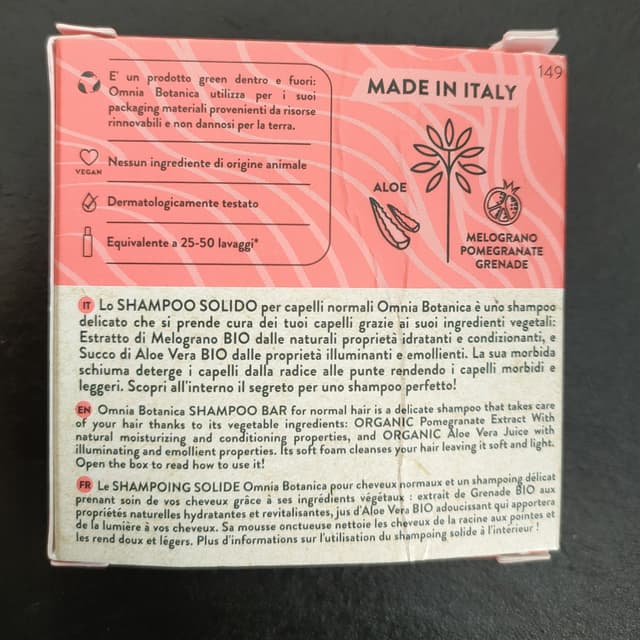 E' un prodotto green dentro e fuori:
Omnia Botanica utilizza per i suoi
packaging materiali provenienti da risorse
rinnovabili e non dannosi per la terra.
VEGAN
Nessun ingrediente di origine animale
Dermatologicamente testato
Equivalente a 25-50 lavaggi*
149
MADE IN ITALY
ALOE
MELOGRANO
POMEGRANATE
GRENADE
IT Lo SHAMPOO SOLIDO per capelli normali Omnia Botanica è uno shampoo
delicato che si prende cura dei tuoi capelli grazie ai suoi ingredienti vegetali:
Estratto di Melograno BIO dalle naturali proprietà idratanti e condizionanti, e
Succo di Aloe Vera BIO dalle proprietà illuminanti e emollienti. La sua morbida
schiuma deterge i capelli dalla radice alle punte rendendo i capelli morbidi e
leggeri. Scopri all'interno il segreto per uno shampoo perfetto!
EN Omnia Botanica SHAMPOO BAR for normal hair is a delicate shampoo that takes care
of your hair thanks to its vegetable ingredients: ORGANIC Pomegranate Extract With
natural moisturizing and conditioning properties, and ORGANIC Aloe Vera Juice with
illuminating and emollient properties. Its soft foam cleanses your hair leaving it soft and light.
Open the box to read how to use it!
FR Le SHAMPOING SOLIDE Omnia Botanica pour cheveux normaux et un shampoing délicat
prenant soin de vos cheveux grâce à ses ingrédients végétaux : extrait de Grenade BIO aux
propriétés naturelles hydratantes et revitalisantes, jus d'Aloe Vera BIO adoucissant qui apportera
de la lumière à vos cheveux. Sa mousse onctueuse nettoie les cheveux de la racine aux pointes et
les rend doux et légers. Plus d'informations sur l'utilisation du shampoing solide à l'intérieur !